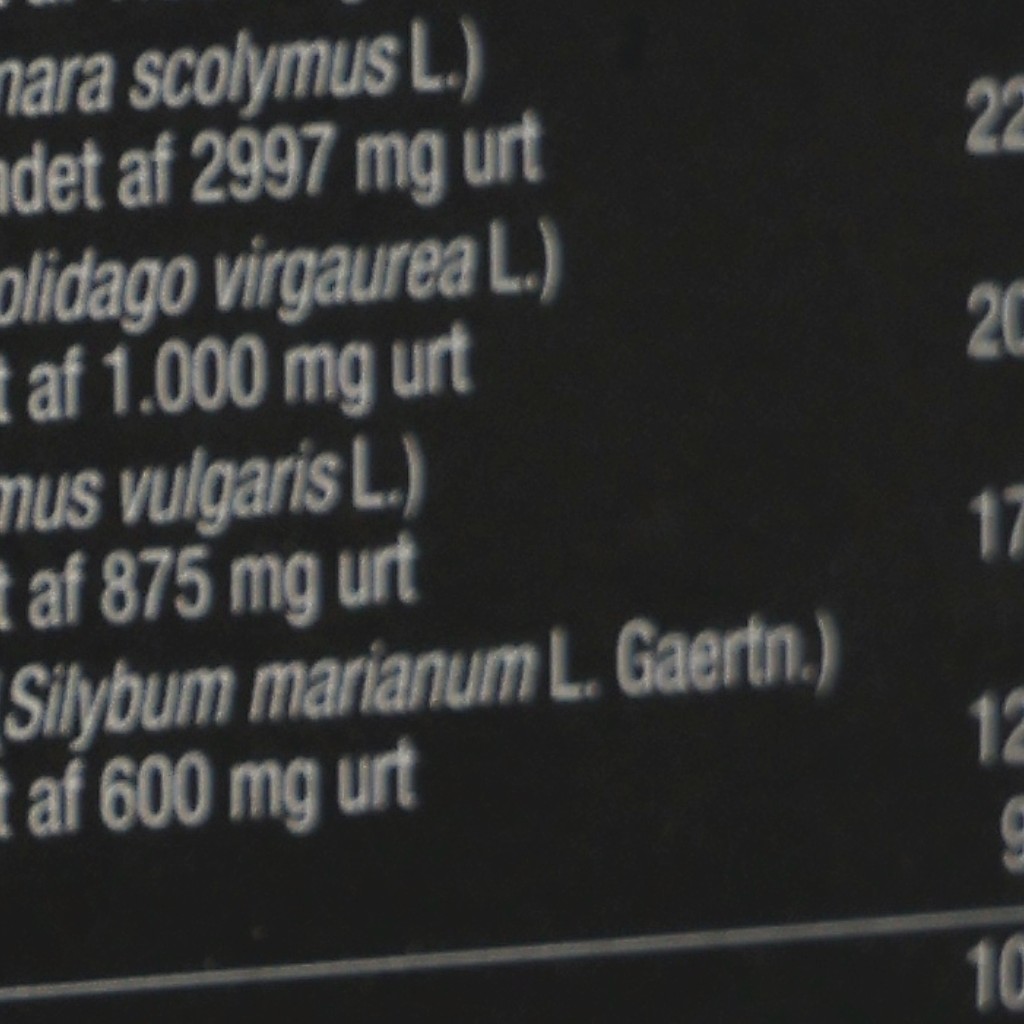 nara scolymus L.)
22
ndet af 2997 mg urt
olidago virgaurea L.)
20
t af 1.000 mg urt
mus vulgaris L.)
17
t af 875 mg urt
(Silybum marianum L. Gaertn.)
12
t af 600 mg urt
9
10